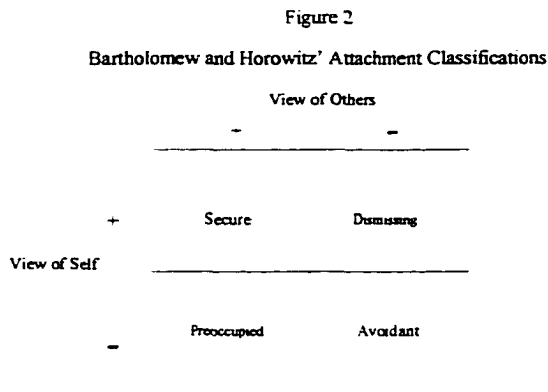 Figure 2
Bartholomew and Horowitz' Attachment Classifications
View of Others
+ -
+ Secure Dismissing
View of Self
Preoccupied Avoidant
-